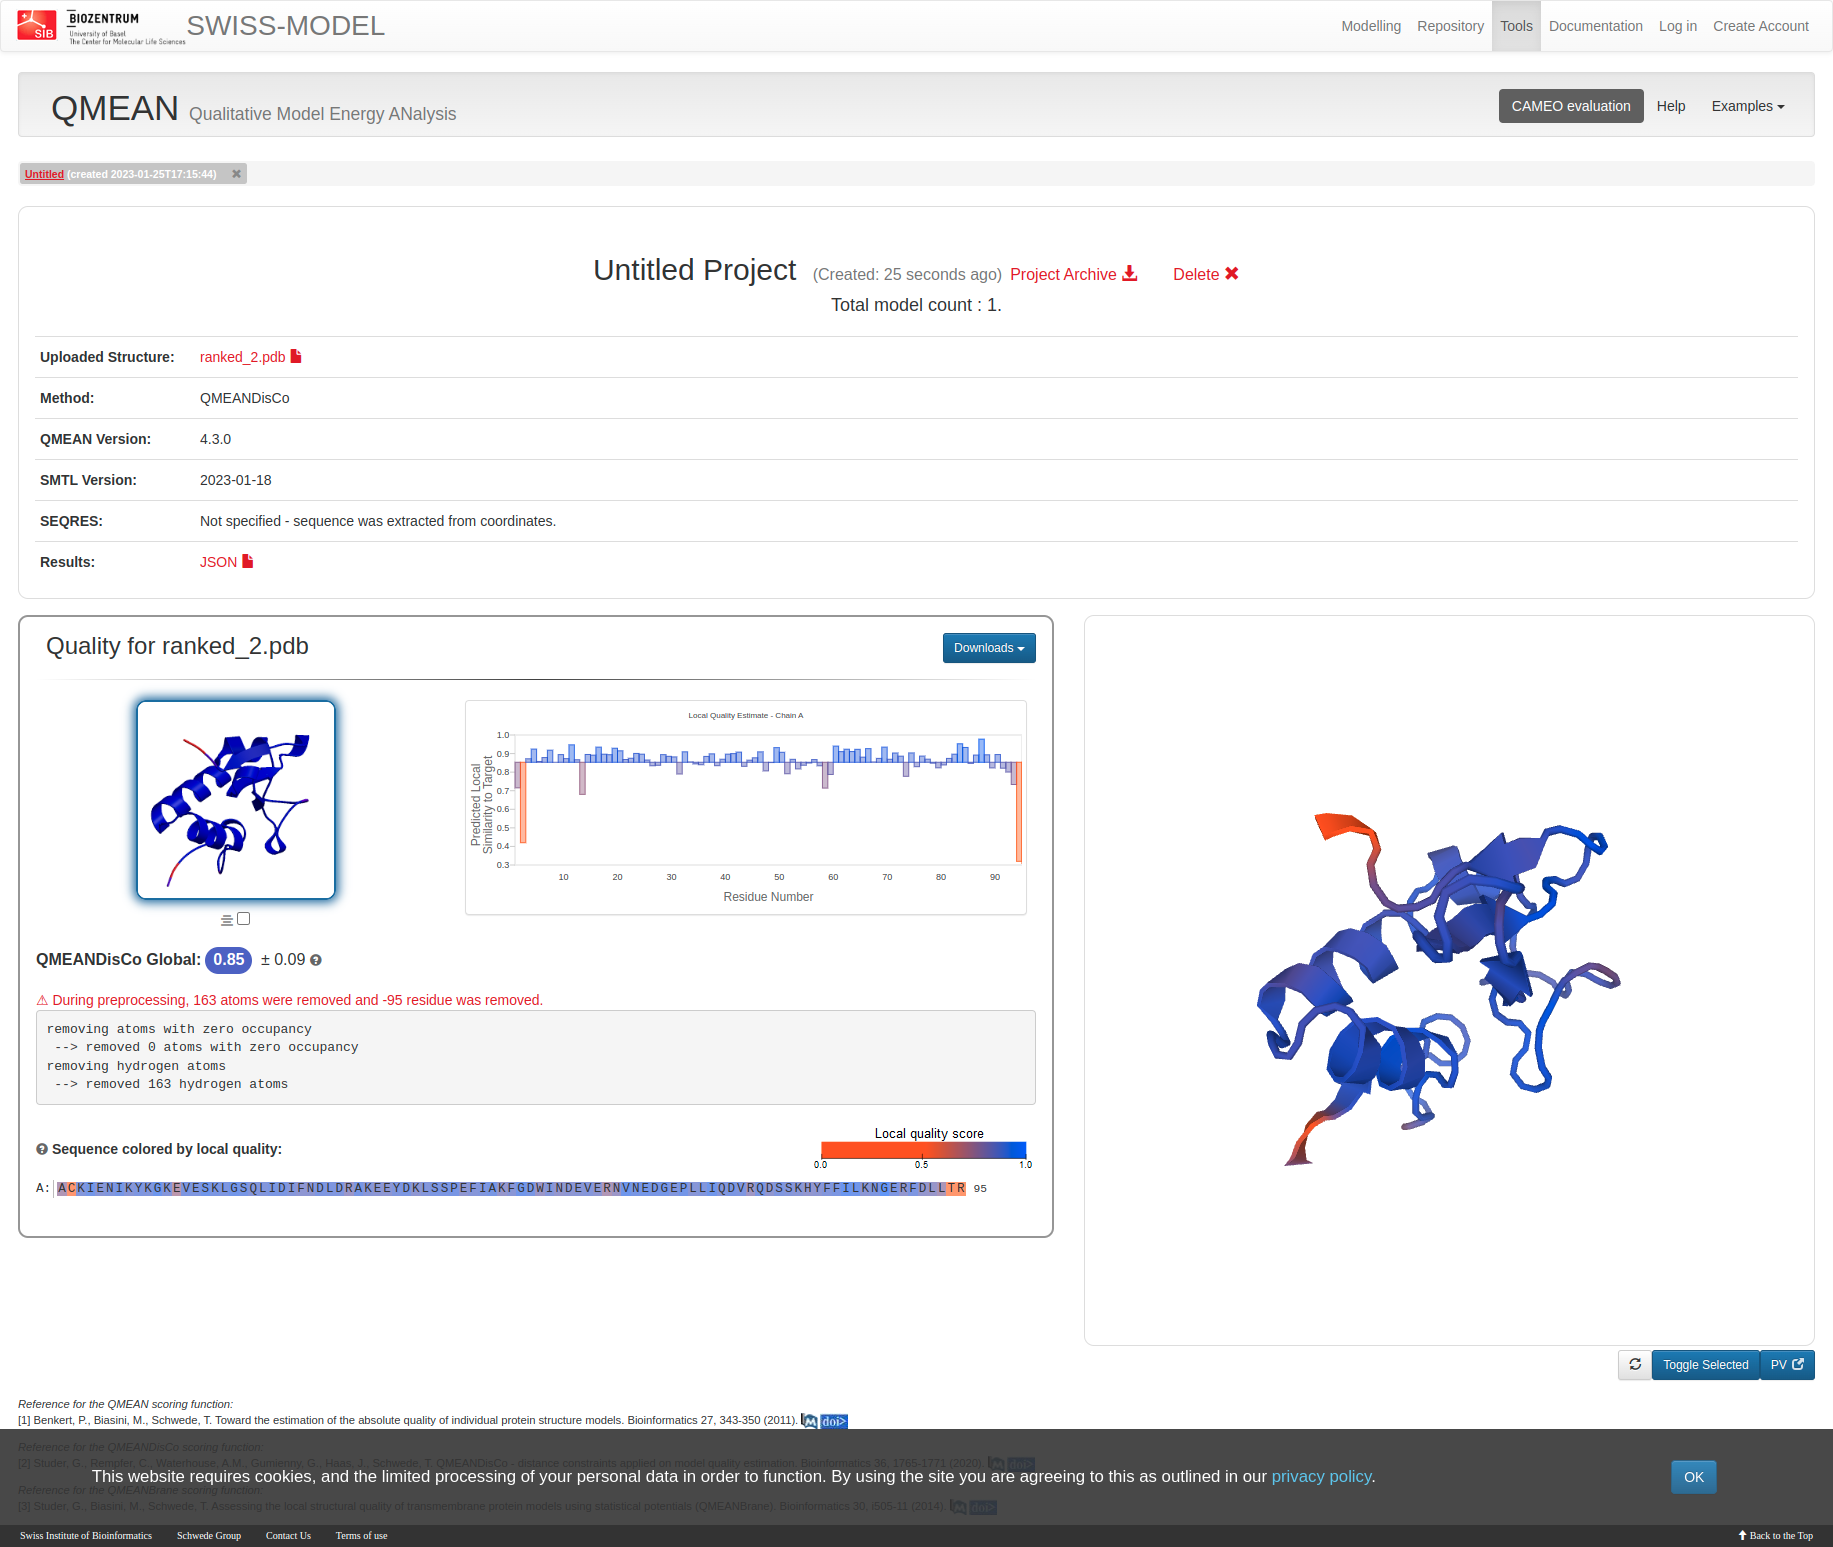 SIB
BIOZENTRUM
University of Basel
The Center for Molecular Life Sciences
SWISS-MODEL
Modelling Repository Tools Documentation Log in Create Account
QMEAN Qualitative Model Energy ANalysis
CAMEO evaluation Help Examples
Untitled (created 2023-01-25T17:15:44) ✖
Untitled Project (Created: 25 seconds ago) Project Archive Delete ✖
Total model count : 1.
Uploaded Structure: ranked_2.pdb
Method: QMEANDisCo
QMEAN Version: 4.3.0
SMTL Version: 2023-01-18
SEQRES: Not specified - sequence was extracted from coordinates.
Results: JSON
Quality for ranked_2.pdb
Downloads
Local Quality Estimate - Chain A
Predicted Local
Similarity to Target
1.0
0.9
0.8
0.7
0.6
0.5
0.4
0.3
10 20 30 40 50 60 70 80 90
Residue Number
QMEANDisCo Global: 0.85 ± 0.09
⚠ During preprocessing, 163 atoms were removed and -95 residue was removed.
removing atoms with zero occupancy
--> removed 0 atoms with zero occupancy
removing hydrogen atoms
--> removed 163 hydrogen atoms
Sequence colored by local quality:
Local quality score
0.0 0.5 1.0
A: ACKIENIKYKGKEVESKLGSQLIDIFNDLDRAKEEYDKLSSPEFIAKFGDWINDEVERNVNEDGEPLLIQDVRQDSSKHYFFILKNGERFDLLTR 95
Toggle Selected PV
Reference for the QMEAN scoring function:
[1] Benkert, P., Biasini, M., Schwede, T. Toward the estimation of the absolute quality of individual protein structure models. Bioinformatics 27, 343-350 (2011). doi>
Reference for the QMEANDisCo scoring function:
[2] Studer, G., Rempfer, C., Waterhouse, A.M., Gumienny, G., Haas, J., Schwede, T. QMEANDisCo - distance constraints applied on model quality estimation. Bioinformatics 36, 1765-1771 (2020). doi>
This website requires cookies, and the limited processing of your personal data in order to function. By using the site you are agreeing to this as outlined in our privacy policy.
OK
Reference for the QMEANBrane scoring function:
[3] Studer, G., Biasini, M., Schwede, T. Assessing the local structural quality of transmembrane protein models using statistical potentials (QMEANBrane). Bioinformatics 30, i505-11 (2014). doi>
Swiss Institute of Bioinformatics Schwede Group Contact Us Terms of use
Back to the Top